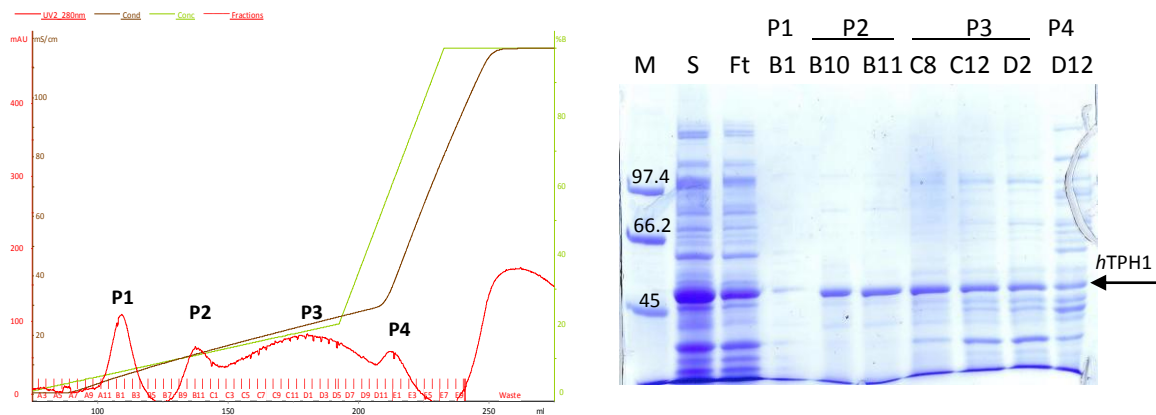 UV2_280nm Cond Conc Fractions
mAU mS/cm %B
400
300
200
100
0
100
80
60
40
20
80
60
40
20
0
P1
P2
P3
P4
A3 A5 A7 A9 A11 B1 B3 B5 B7 B9 B11 C1 C3 C5 C7 C9 C11 D1 D3 D5 D7 D9 D11 E1 E3 E5 E7 E9 Waste
100 150 200 250 ml
P1 P2 P3 P4
M S Ft B1 B10 B11 C8 C12 D2 D12
97.4
66.2
45
hTPH1